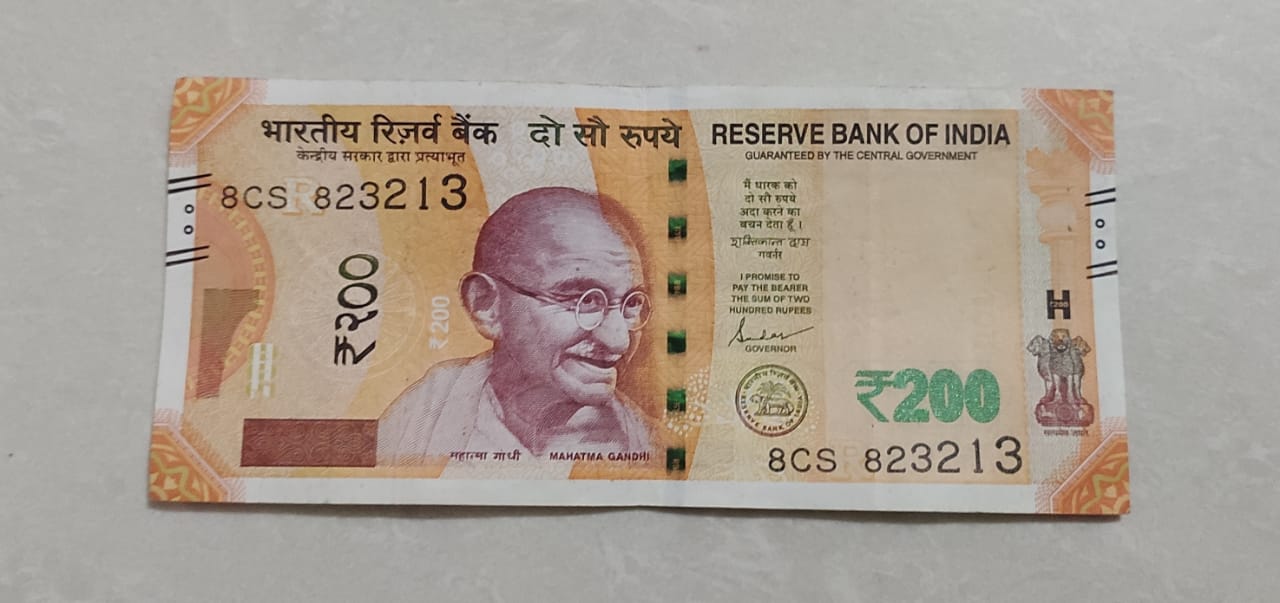 भारतीय रिज़र्व बैंक दो सौ रुपये RESERVE BANK OF INDIA
केन्द्रीय सरकार द्वारा प्रत्याभूत GUARANTEED BY THE CENTRAL GOVERNMENT
8CS 823213
₹२००
₹200
महात्मा गांधी MAHATMA GANDHI
मैं धारक को
दो सौ रुपये
अदा करने का
वचन देता हूँ ।
शक्तिकान्त दास
गवर्नर
I PROMISE TO
PAY THE BEARER
THE SUM OF TWO
HUNDRED RUPEES
GOVERNOR
भारतीय रिज़र्व बैंक
RESERVE BANK OF INDIA
H
₹200
₹200
सत्यमेव जयते
8CS 823213